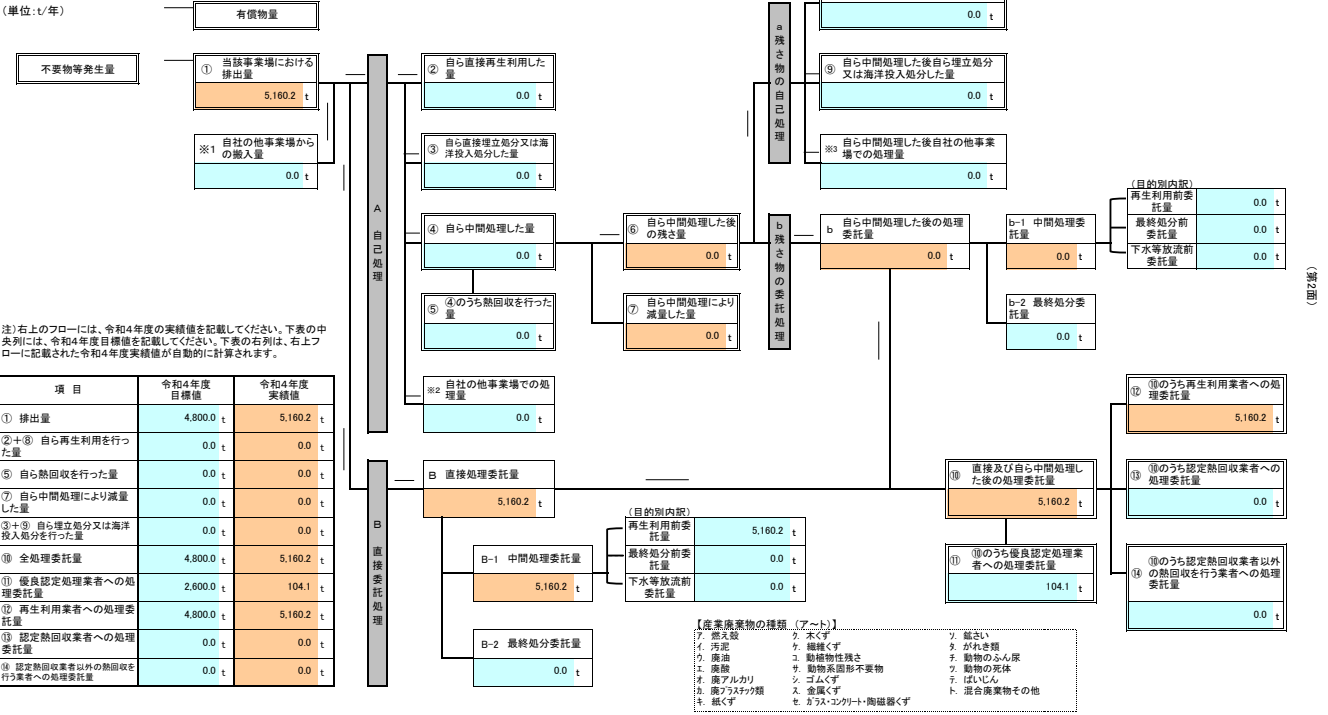 （単位:t/年）
有償物量
不要物等発生量
① 当該事業場における
排出量
5,160.2 t
※1 自社の他事業場から
の搬入量
0.0 t
A 自己処理
② 自ら直接再生利用した
量
0.0 t
③ 自ら直接埋立処分又は海
洋投入処分した量
0.0 t
④ 自ら中間処理した量
0.0 t
⑤ ④のうち熱回収を行った
量
0.0 t
※2 自社の他事業場での処
理量
0.0 t
⑥ 自ら中間処理した後
の残さ量
0.0 t
⑦ 自ら中間処理により
減量した量
0.0 t
a 残さ物の自己処理
0.0 t
⑨ 自ら中間処理した後自ら埋立処分
又は海洋投入処分した量
0.0 t
※3 自ら中間処理した後自社の他事業
場での処理量
0.0 t
b 残さ物の委託処理
b 自ら中間処理した後の処理
委託量
0.0 t
b-1 中間処理委
託量
0.0 t
b-2 最終処分委
託量
0.0 t
（目的別内訳）
再生利用前委
託量
0.0 t
最終処分前
委託量
0.0 t
下水等放流前
委託量
0.0 t
（第2面）
注）右上のフローには、令和４年度の実績値を記載してください。下表の中
央列には、令和４年度目標値を記載してください。下表の右列は、右上フ
ローに記載された令和４年度実績値が自動的に計算されます。
項 目 令和４年度 目標値 令和４年度 実績値
① 排出量 4,800.0 t 5,160.2 t
②＋⑧ 自ら再生利用を行っ
た量 0.0 t 0.0 t
⑤ 自ら熱回収を行った量 0.0 t 0.0 t
⑦ 自ら中間処理により減量
した量 0.0 t 0.0 t
③＋⑨ 自ら埋立処分又は海洋
投入処分を行った量 0.0 t 0.0 t
⑩ 全処理委託量 4,800.0 t 5,160.2 t
⑪ 優良認定処理業者への処
理委託量 2,600.0 t 104.1 t
⑫ 再生利用業者への処理委
託量 4,800.0 t 5,160.2 t
⑬ 認定熱回収業者への処理
委託量 0.0 t 0.0 t
⑭ 認定熱回収業者以外の熱回収を
行う業者への処理委託量 0.0 t 0.0 t
B 直接委託処理
B 直接処理委託量
5,160.2 t
B-1 中間処理委託量
5,160.2 t
B-2 最終処分委託量
0.0 t
（目的別内訳）
再生利用前委
託量
5,160.2 t
最終処分前委
託量
0.0 t
下水等放流前
委託量
0.0 t
⑩ 直接及び自ら中間処理し
た後の処理委託量
5,160.2 t
⑪ ⑩のうち優良認定処理業
者への処理委託量
104.1 t
⑫ ⑩のうち再生利用業者への処
理委託量
5,160.2 t
⑬ ⑩のうち認定熱回収業者への
処理委託量
0.0 t
⑭ ⑩のうち認定熱回収業者以外
の熱回収を行う業者への処理
委託量
0.0 t
【産業廃棄物の種類 （ア～ト）】
ア. 燃え殻 ク. 木くず ソ. 鉱さい
イ. 汚泥 ケ. 繊維くず タ. がれき類
ウ. 廃油 コ. 動植物性残さ チ. 動物のふん尿
エ. 廃酸 サ. 動物系固形不要物 ツ. 動物の死体
オ. 廃アルカリ シ. ゴムくず テ. ばいじん
カ. 廃プラスチック類 ス. 金属くず ト. 混合廃棄物その他
キ. 紙くず セ. ガラス・コンクリート・陶磁器くず